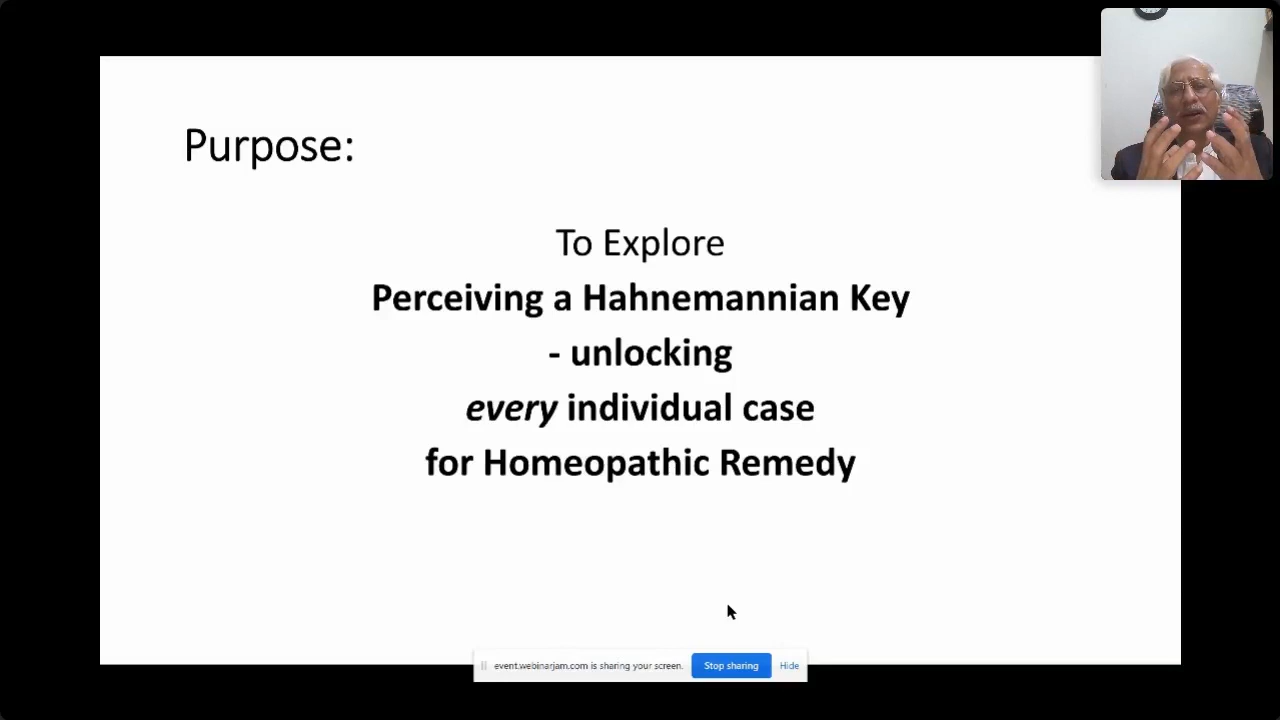 Purpose:
To Explore
Perceiving a Hahnemannian Key
- unlocking
every individual case
for Homeopathic Remedy
event.webinarjam.com is sharing your screen. Stop sharing Hide